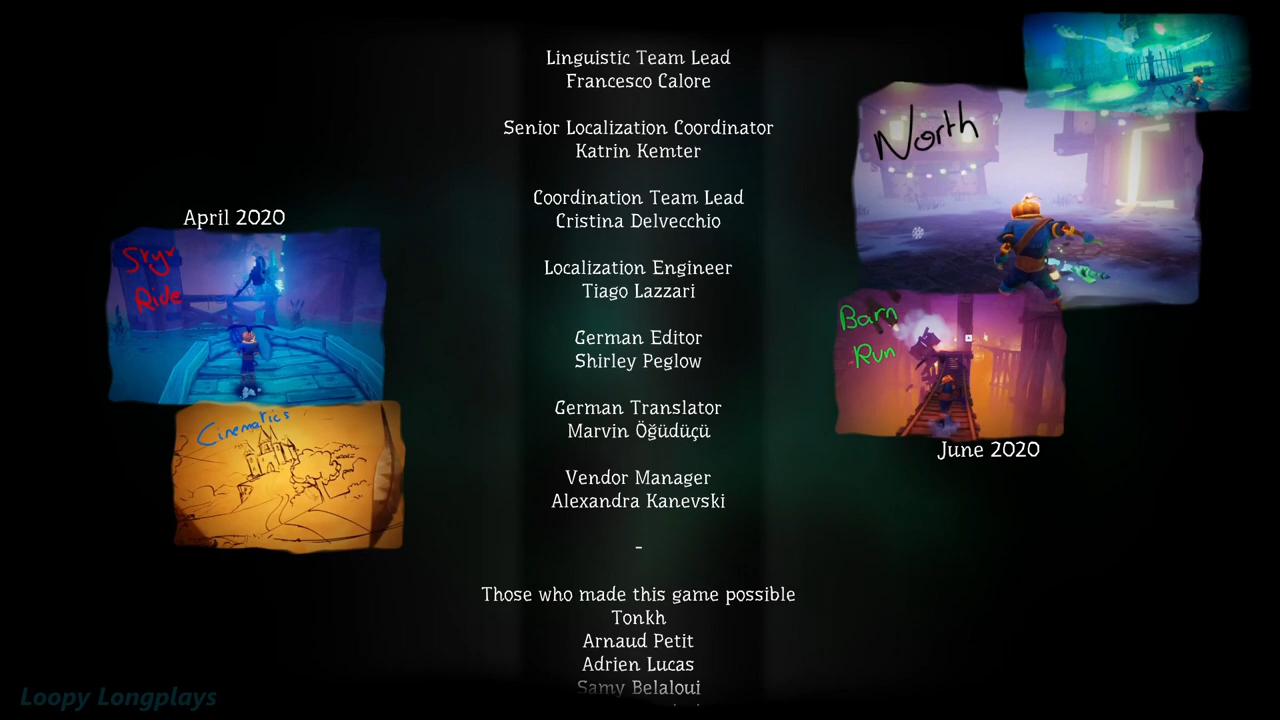 Linguistic Team Lead
Francesco Calore
Senior Localization Coordinator
Katrin Kemter
Coordination Team Lead
Cristina Delvecchio
Localization Engineer
Tiago Lazzari
German Editor
Shirley Peglow
German Translator
Marvin Öğüdüçü
Vendor Manager
Alexandra Kanevski
-
Those who made this game possible
Tonkh
Arnaud Petit
Adrien Lucas
Samy Belaloui
April 2020
Styx
Ride
Cinematics
North
Barn
Run
June 2020
Loopy Longplays